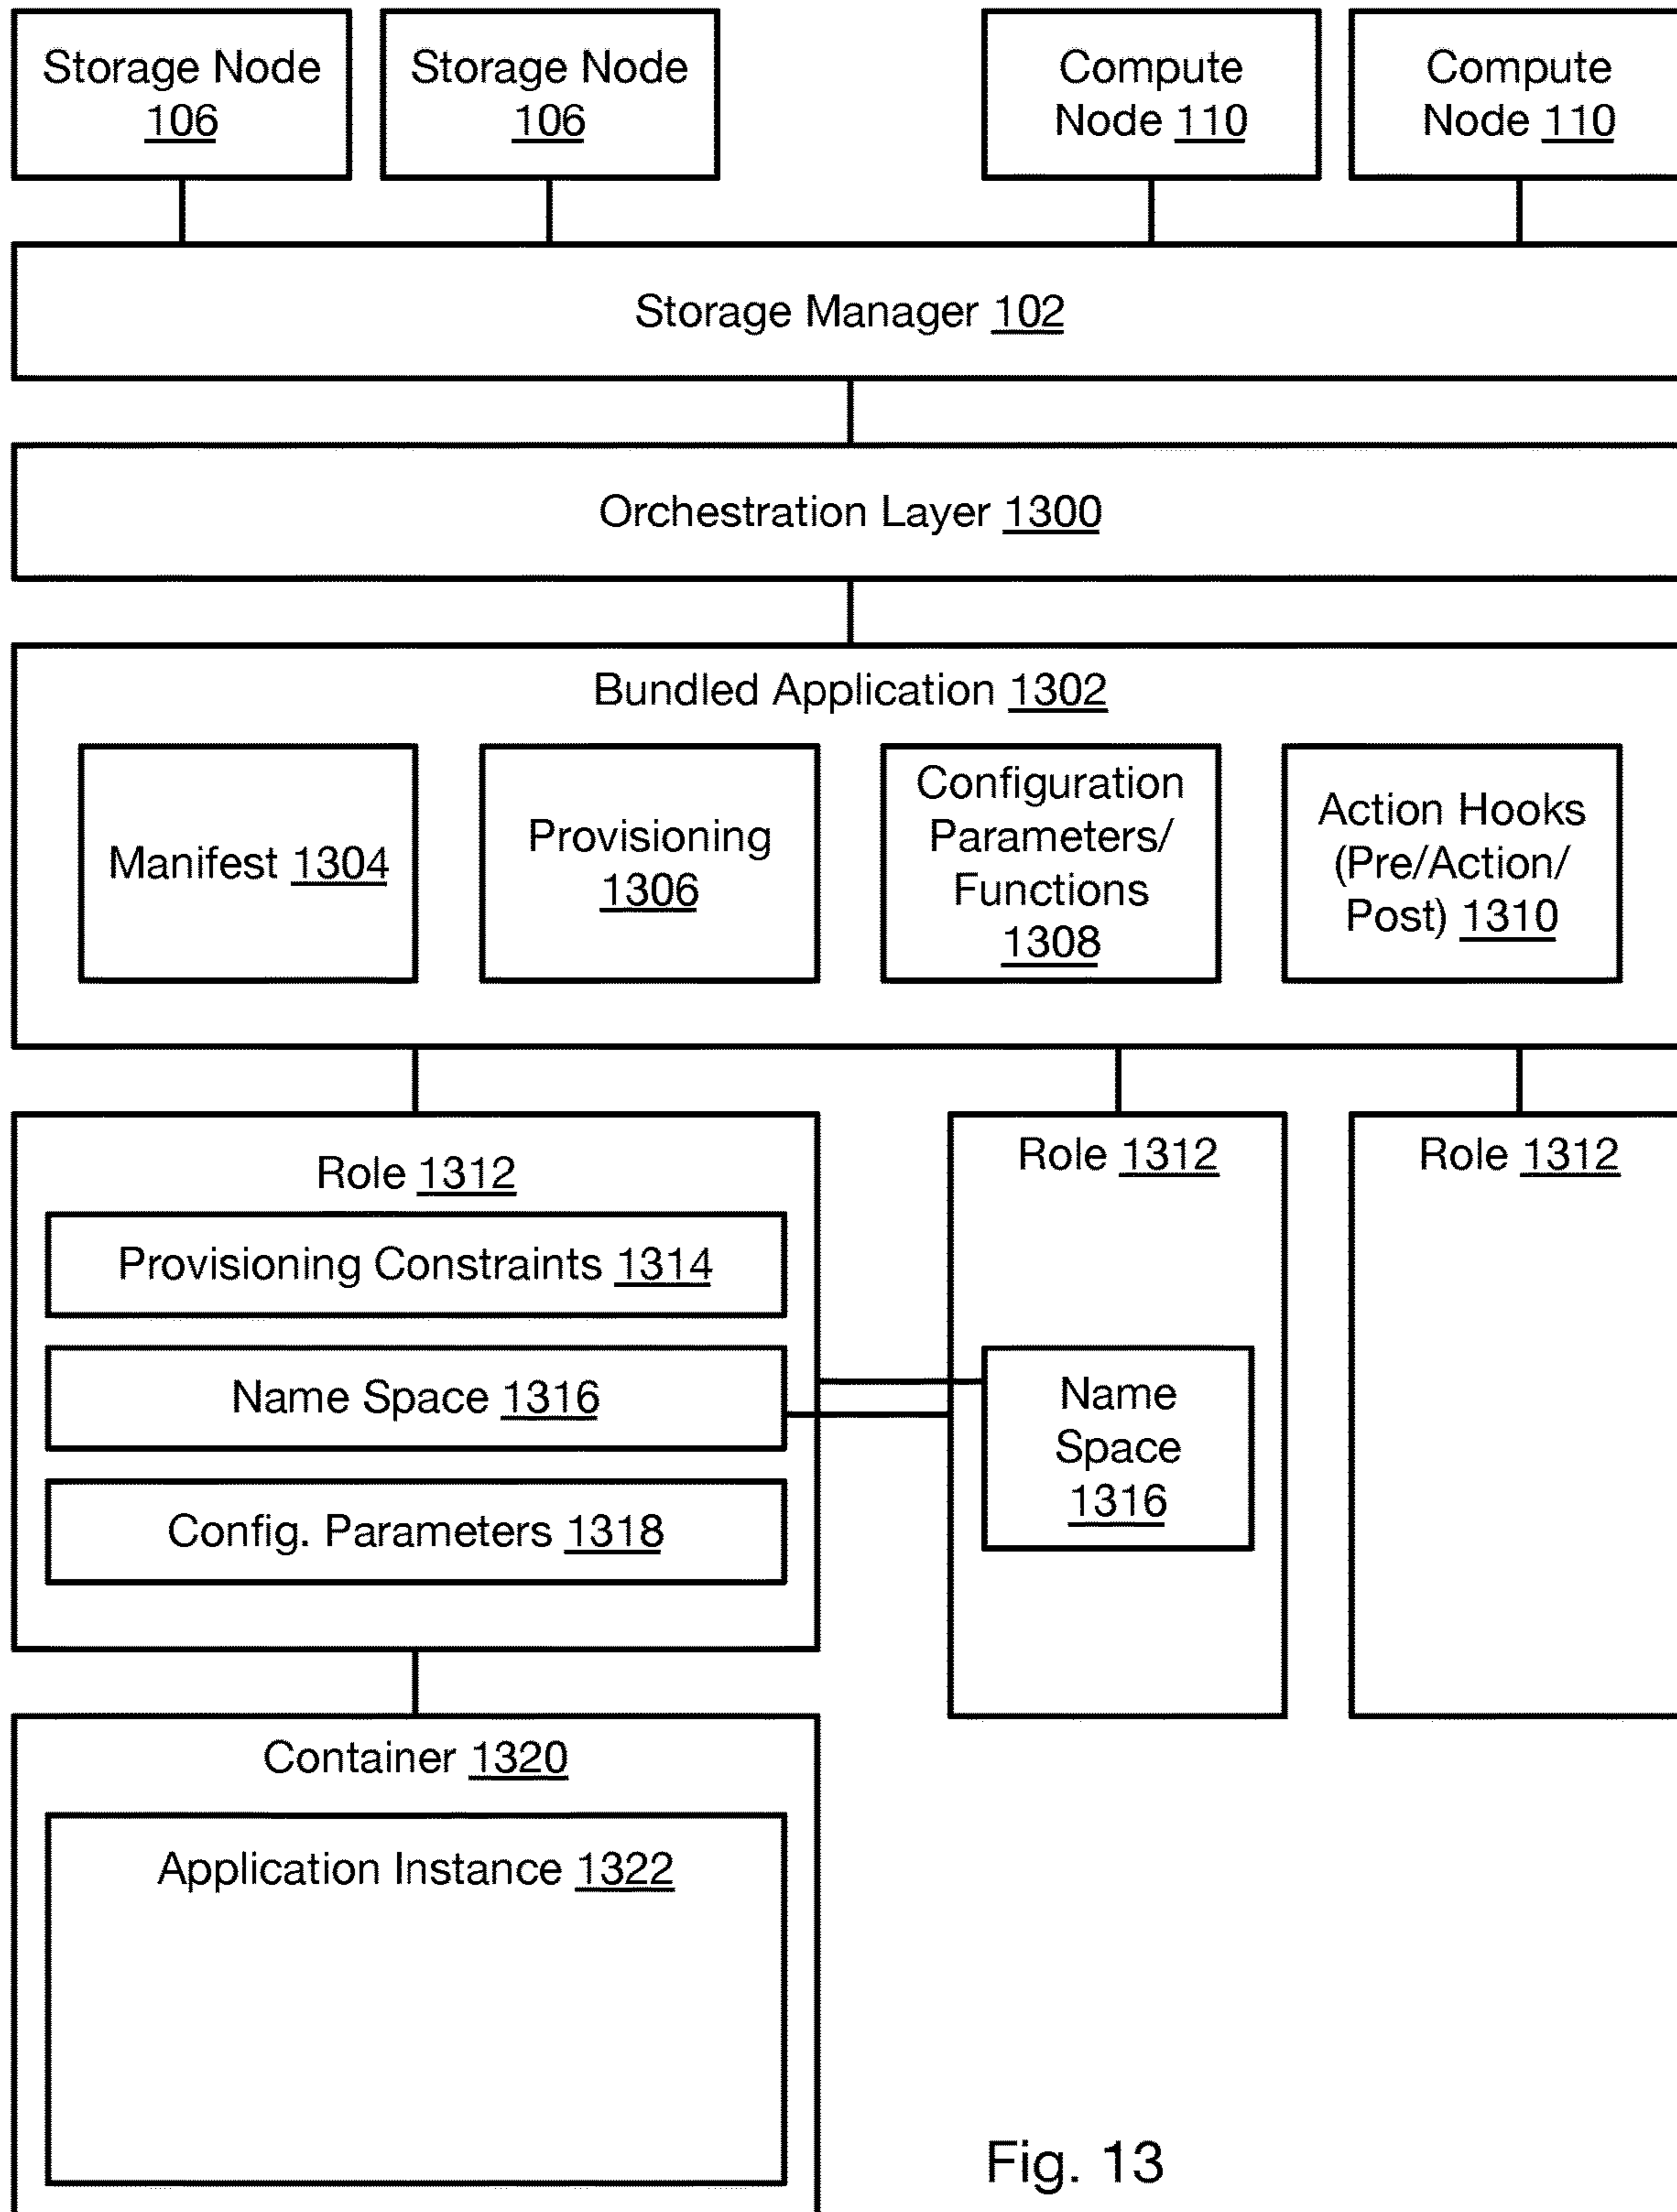 Storage Node
106
Storage Node
106
Compute
Node 110
Compute
Node 110
Storage Manager 102
Orchestration Layer 1300
Bundled Application 1302
Manifest 1304
Provisioning
1306
Configuration
Parameters/
Functions
1308
Action Hooks
(Pre/Action/
Post) 1310
Role 1312
Provisioning Constraints 1314
Name Space 1316
Config. Parameters 1318
Role 1312
Name
Space
1316
Role 1312
Container 1320
Application Instance 1322
Fig. 13